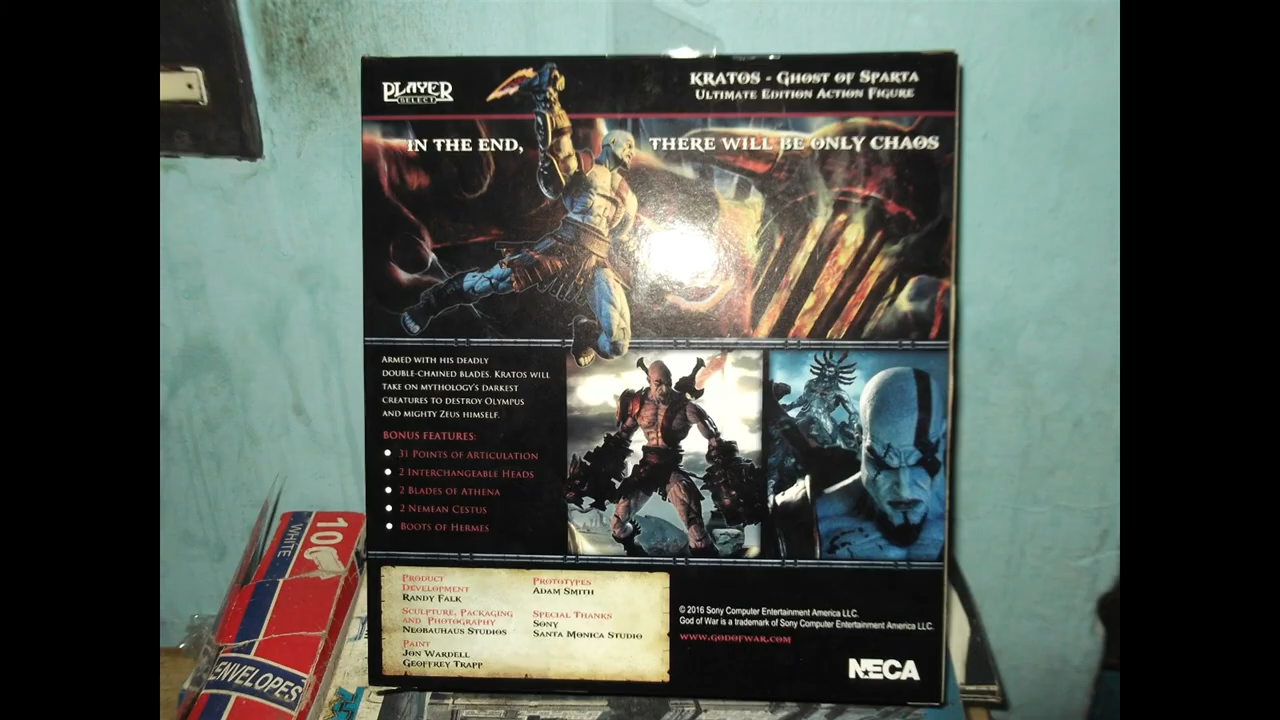 PLAYER
SELECT
KRATOS - GHOST OF SPARTA
ULTIMATE EDITION ACTION FIGURE
IN THE END, THERE WILL BE ONLY CHAOS
ARMED WITH HIS DEADLY
DOUBLE-CHAINED BLADES. KRATOS WILL
TAKE ON MYTHOLOGY'S DARKEST
CREATURES TO DESTROY OLYMPUS
AND MIGHTY ZEUS HIMSELF.
BONUS FEATURES:
31 POINTS OF ARTICULATION
2 INTERCHANGEABLE HEADS
2 BLADES OF ATHENA
2 NEMEAN CESTUS
BOOTS OF HERMES
PRODUCT
DEVELOPMENT
RANDY FALK
SCULPTURE, PACKAGING
AND PHOTOGRAPHY
NEOBAUHAUS STUDIOS
PAINT
JON WARDELL
GEOFFREY TRAPP
PROTOTYPES
ADAM SMITH
SPECIAL THANKS
SONY
SANTA MONICA STUDIO
© 2016 Sony Computer Entertainment America LLC.
God of War is a trademark of Sony Computer Entertainment America LLC.
WWW.GODOFWAR.COM
NECA
100
WHITE
ENVELOPES